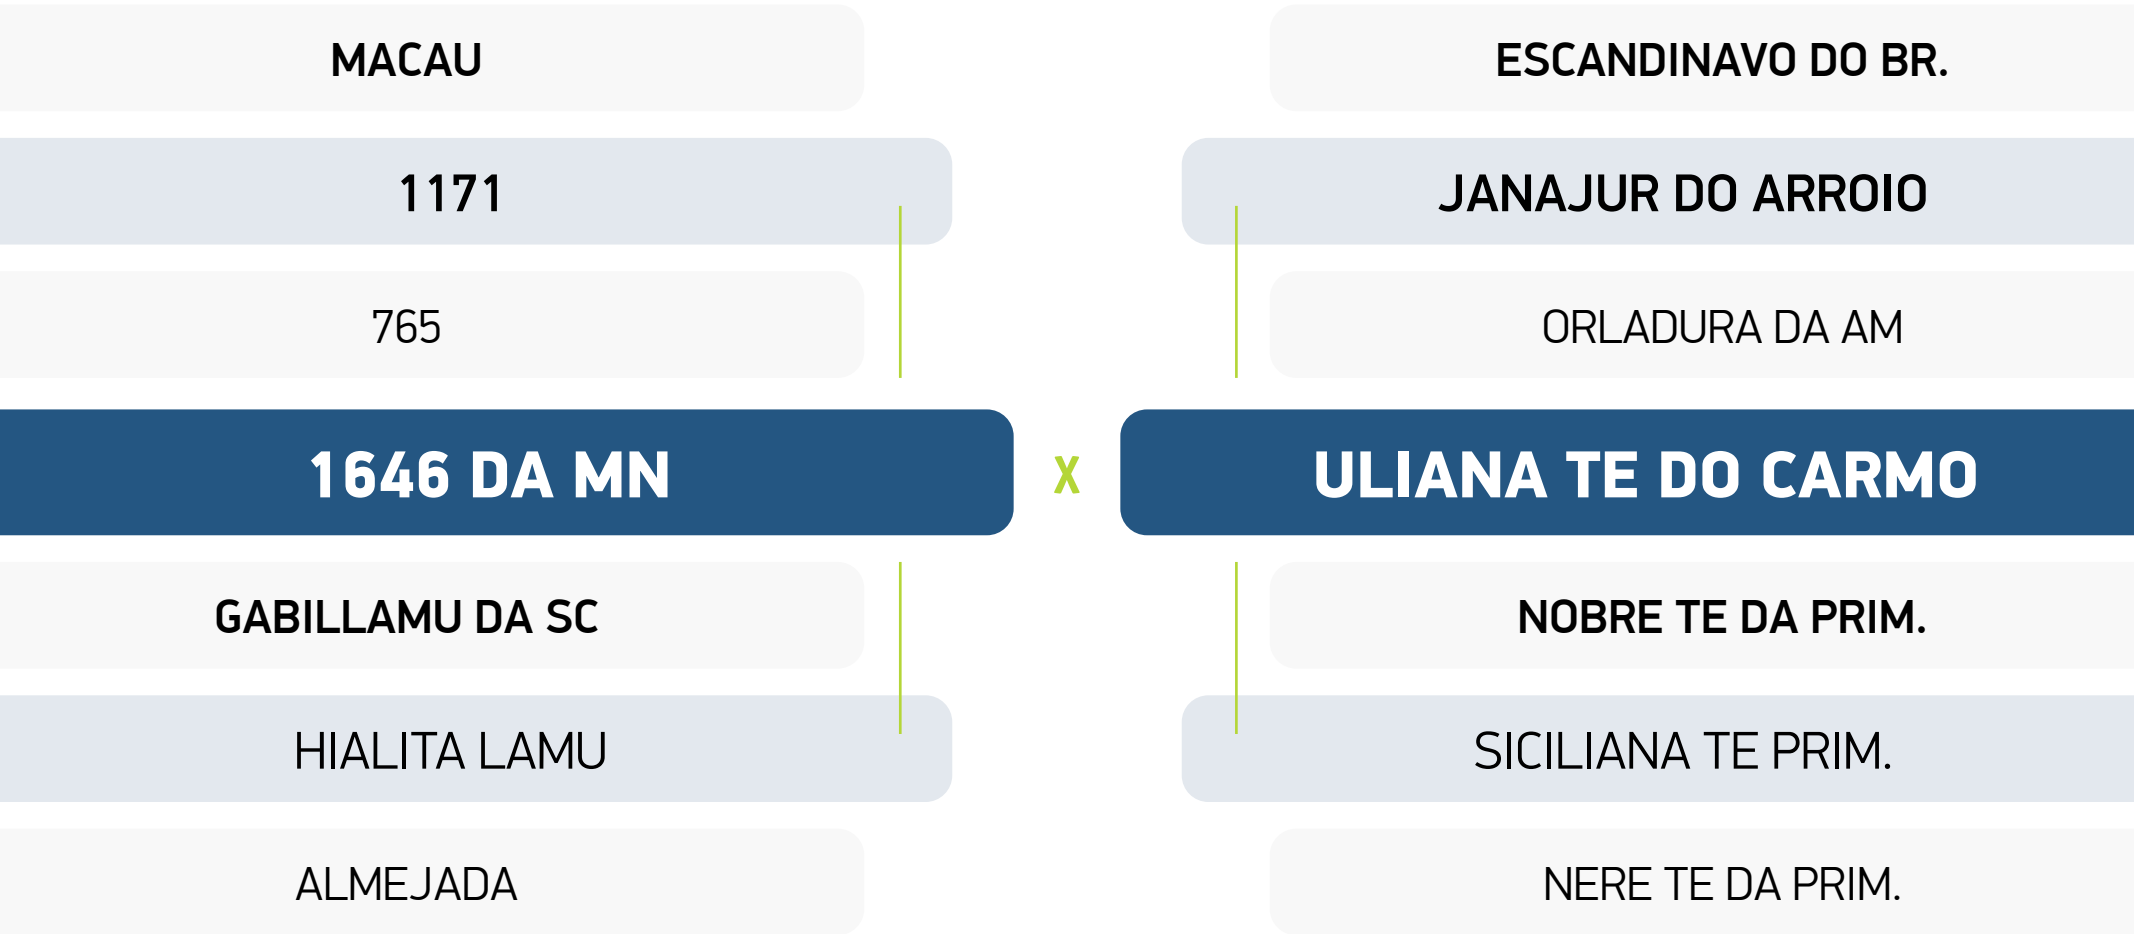 MACAU
ESCANDINAVO DO BR.
1171
JANAJUR DO ARROIO
765
ORLADURA DA AM
1646 DA MN
X
ULIANA TE DO CARMO
GABILLAMU DA SC
NOBRE TE DA PRIM.
HIALITA LAMU
SICILIANA TE PRIM.
ALMEJADA
NERE TE DA PRIM.